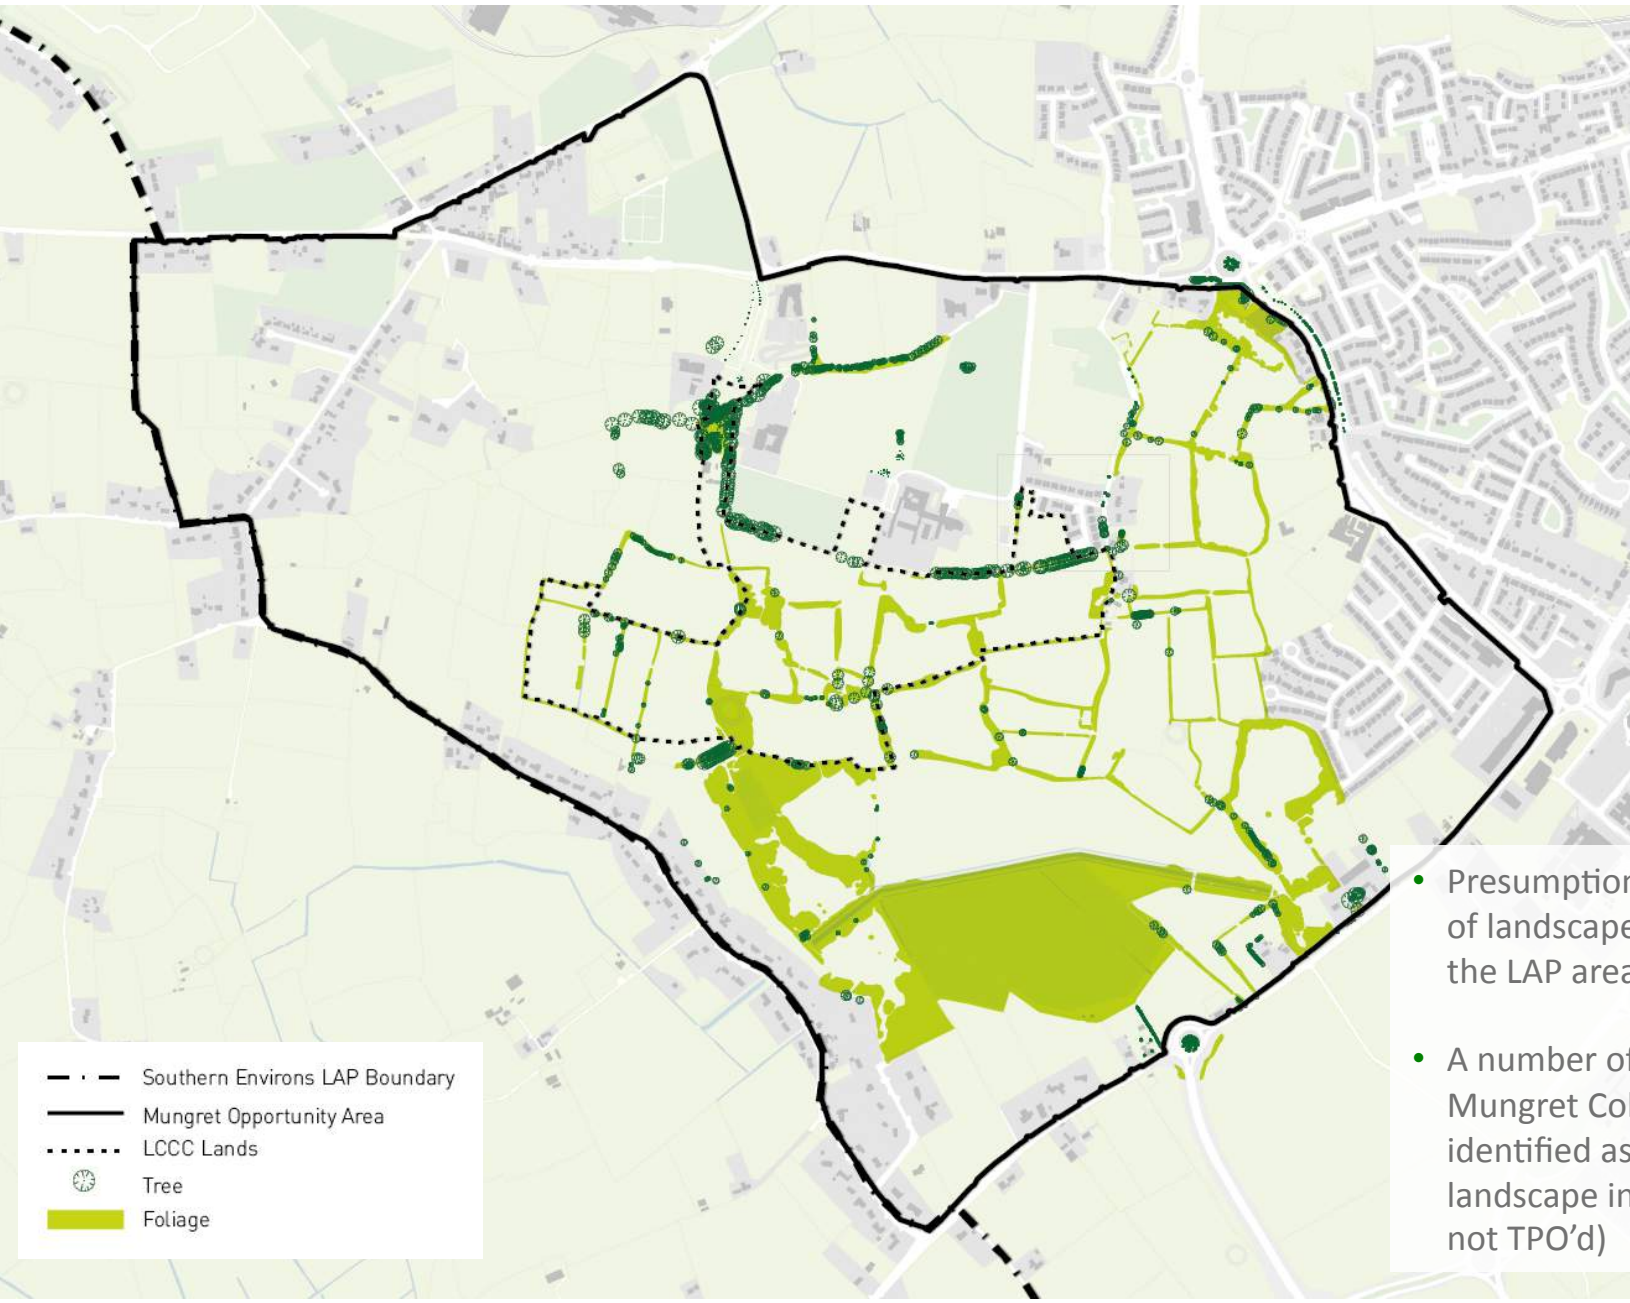 Southern Environs LAP Boundary
Mungret Opportunity Area
LCCC Lands
Tree
Foliage
• Presumption
of landscape
the LAP area
• A number of
Mungret Col
identified as
landscape in
not TPO’d)